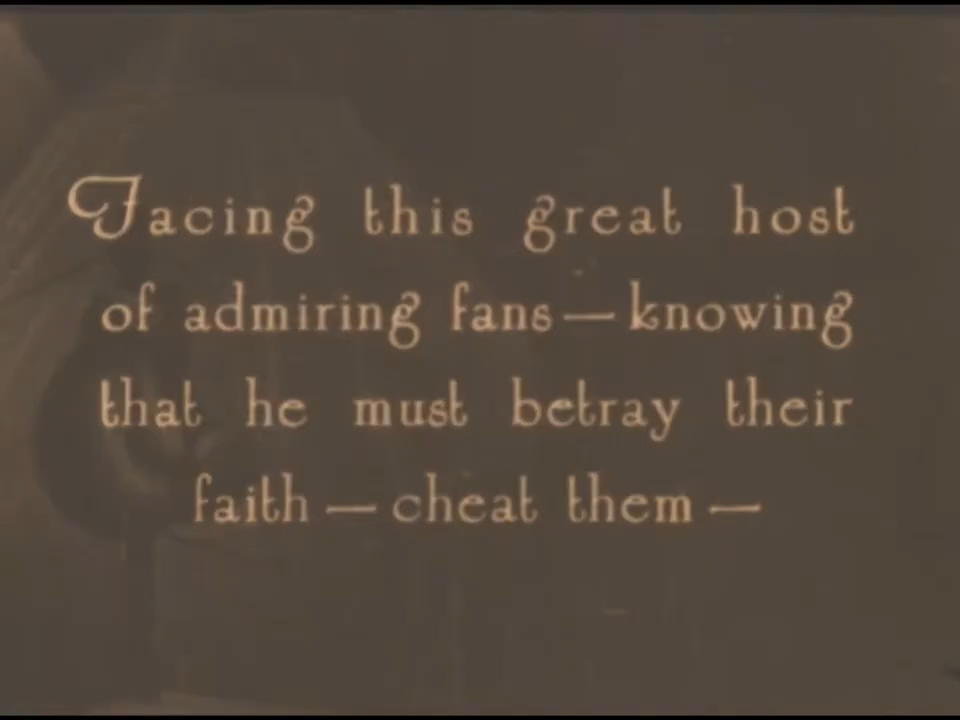 Facing this great host
of admiring fans — knowing
that he must betray their
faith — cheat them —